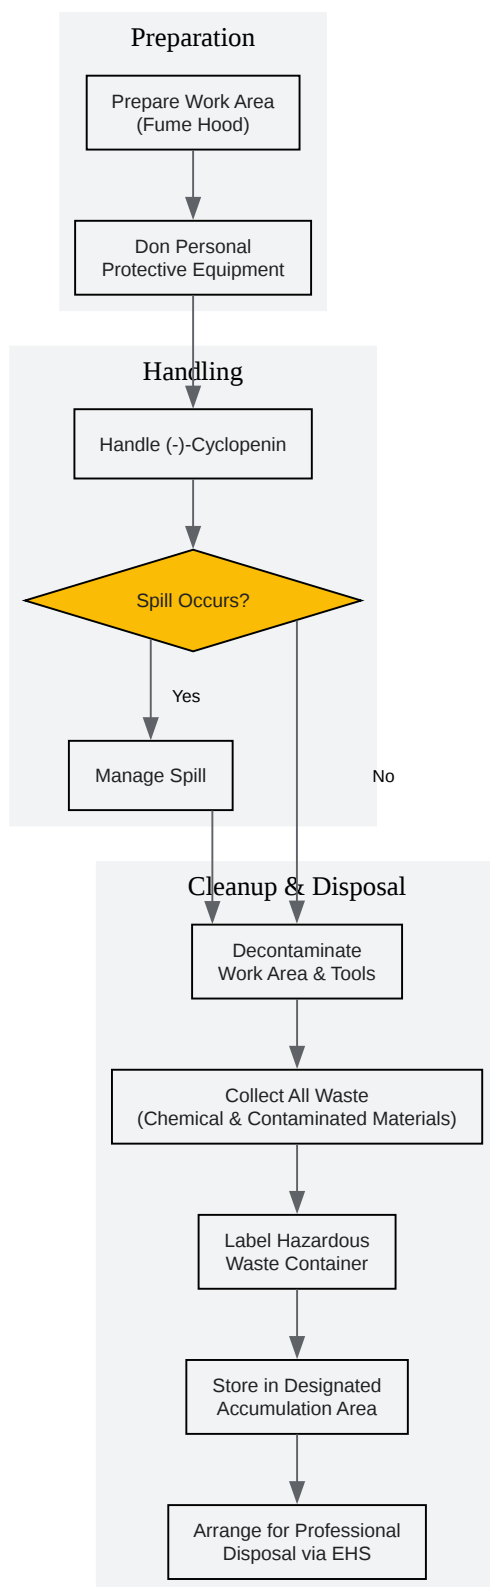 Preparation
Prepare Work Area
(Fume Hood)
Don Personal
Protective Equipment
Handling
Handle (-)-Cyclopenin
Spill Occurs?
Yes
Manage Spill
No
Cleanup & Disposal
Decontaminate
Work Area & Tools
Collect All Waste
(Chemical & Contaminated Materials)
Label Hazardous
Waste Container
Store in Designated
Accumulation Area
Arrange for Professional
Disposal via EHS